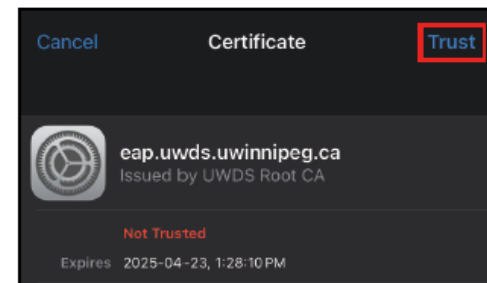 Cancel Certificate Trust
eap.uwds.uwinnipeg.ca
Issued by UWDS Root CA
Not Trusted
Expires 2025-04-23, 1:28:10 PM